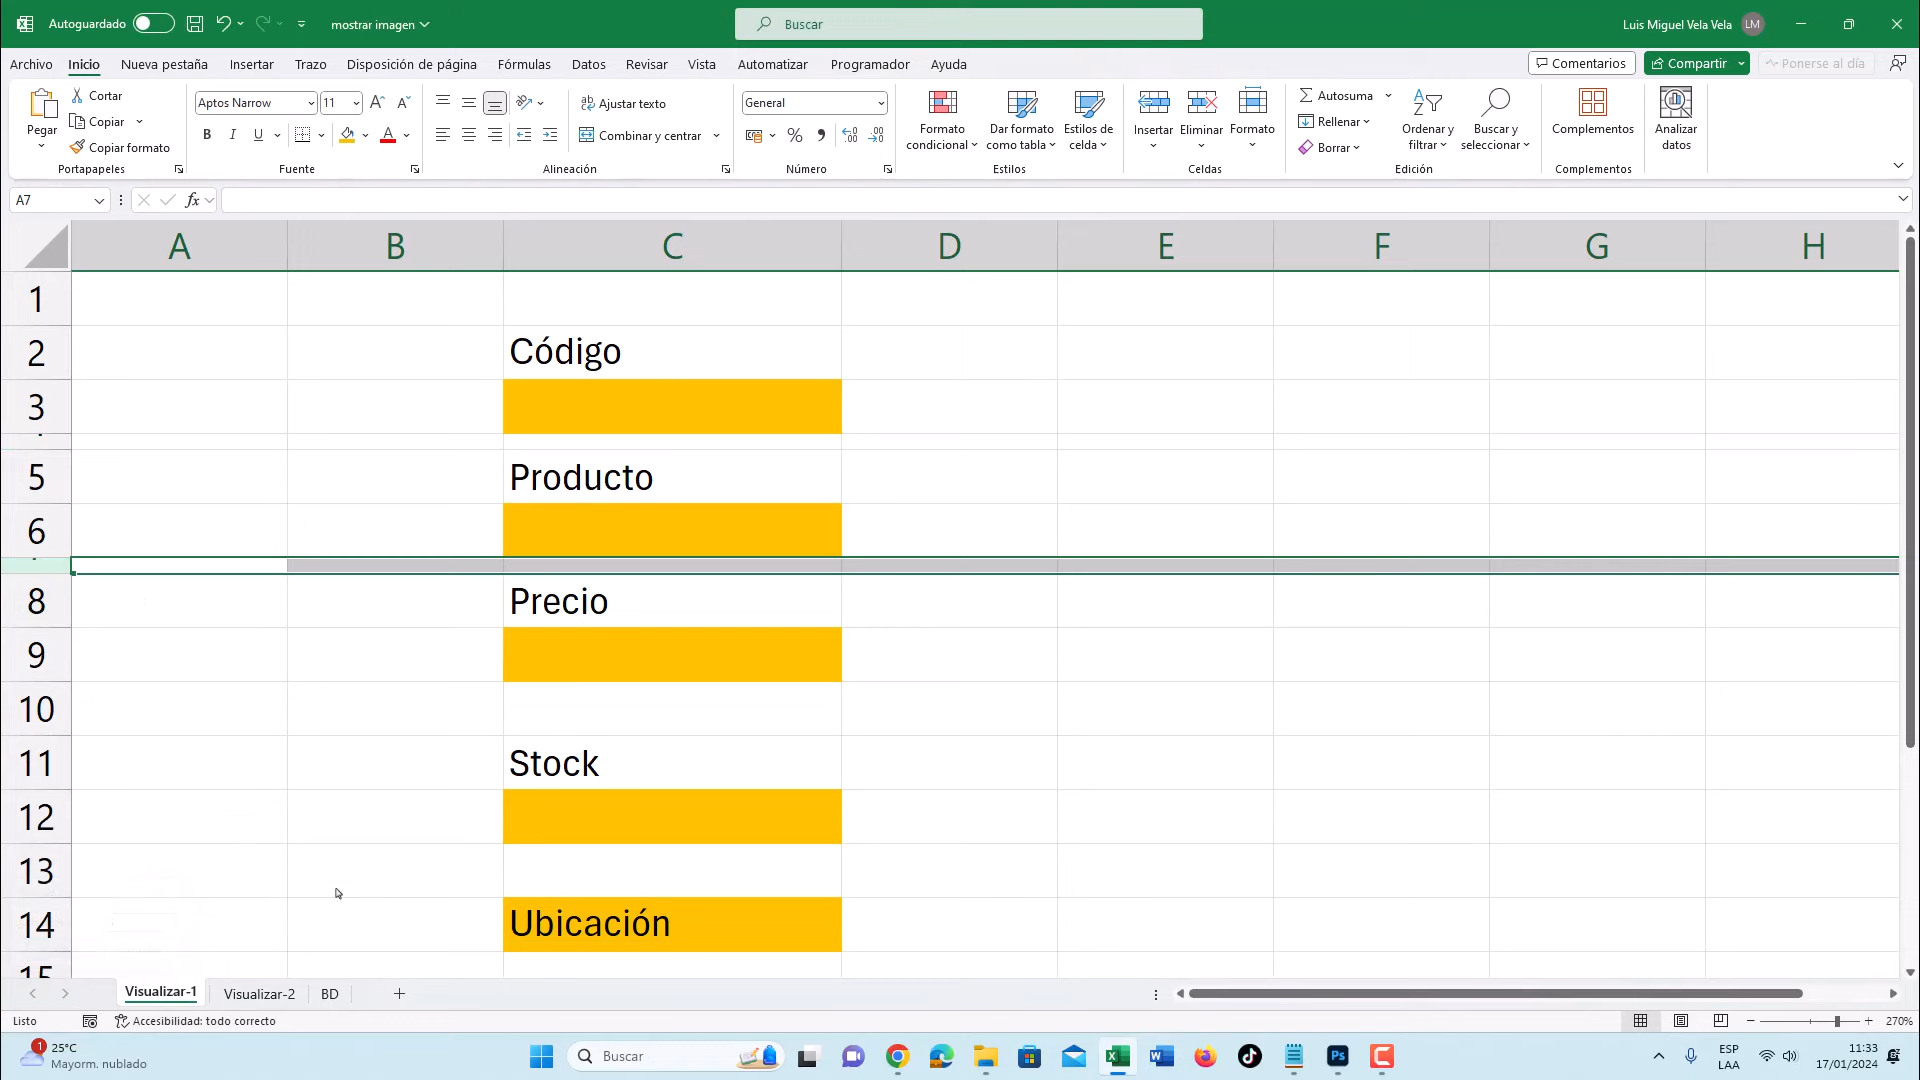 Autoguardado
mostrar imagen
Buscar
Luis Miguel Vela Vela
LM
Archivo
Inicio
Nueva pestaña
Insertar
Trazo
Disposición de página
Fórmulas
Datos
Revisar
Vista
Automatizar
Programador
Ayuda
Comentarios
Compartir
Ponerse al día
Pegar
Cortar
Copiar
Copiar formato
Portapapeles
Aptos Narrow
11
N
K
S
Fuente
Ajustar texto
Combinar y centrar
Alineación
General
Número
Formato
condicional
Dar formato
como tabla
Estilos de
celda
Estilos
Insertar
Eliminar
Formato
Celdas
Autosuma
Rellenar
Borrar
Ordenar y
filtrar
Buscar y
seleccionar
Edición
Complementos
Complementos
Analizar
datos
A7
fx
A B C D E F G H
1
2 Código
3
5 Producto
6
8 Precio
9
10
11 Stock
12
13
14 Ubicación
15
Visualizar-1
Visualizar-2
BD
Listo
Accesibilidad: todo correcto
270%
1
25°C
Mayorm. nublado
Buscar
ESP
LAA
11:33
17/01/2024